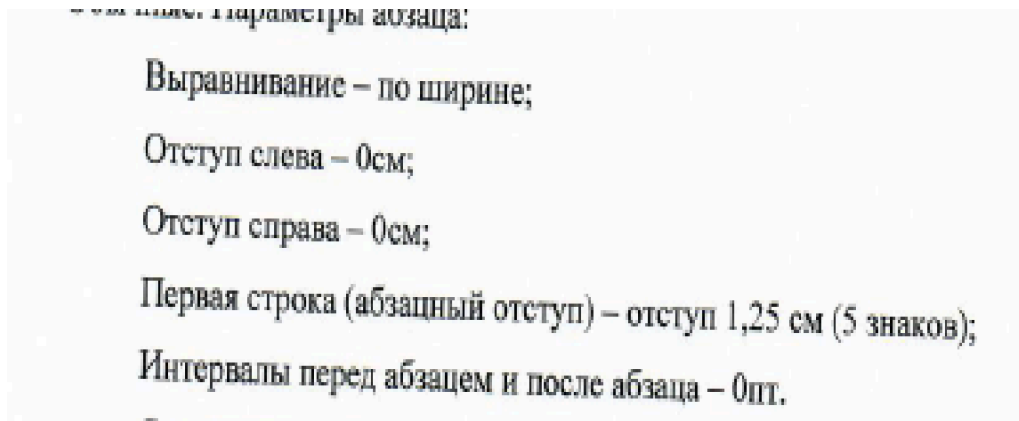 Параметры абзаца:
Выравнивание – по ширине;
Отступ слева – 0см;
Отступ справа – 0см;
Первая строка (абзацный отступ) – отступ 1,25 см (5 знаков);
Интервалы перед абзацем и после абзаца – 0пт.